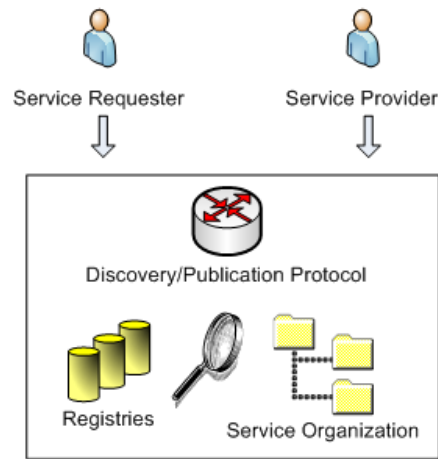 Service Requester
Service Provider
Discovery/Publication Protocol
Registries
Service Organization